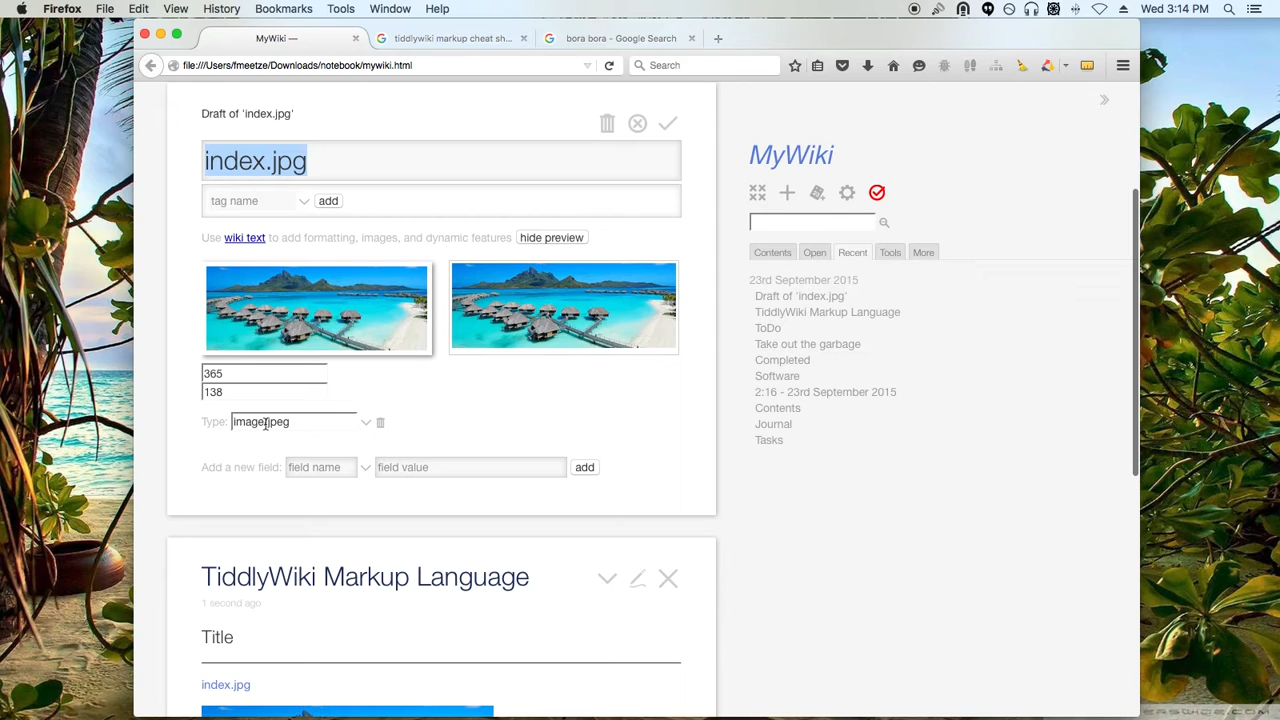 Firefox File Edit View History Bookmarks Tools Window Help Wed 3:14 PM
MyWiki — tiddlywiki markup cheat sh... bora bora - Google Search
file:///Users/fmeetze/Downloads/notebook/mywiki.html Search
Draft of 'index.jpg'
index.jpg
tag name add
Use wiki text to add formatting, images, and dynamic features hide preview
365
138
Type: image/jpeg
Add a new field: field name field value add
TiddlyWiki Markup Language
1 second ago
Title
index.jpg
MyWiki
Contents Open Recent Tools More
23rd September 2015
Draft of 'index.jpg'
TiddlyWiki Markup Language
ToDo
Take out the garbage
Completed
Software
2:16 - 23rd September 2015
Contents
Journal
Tasks